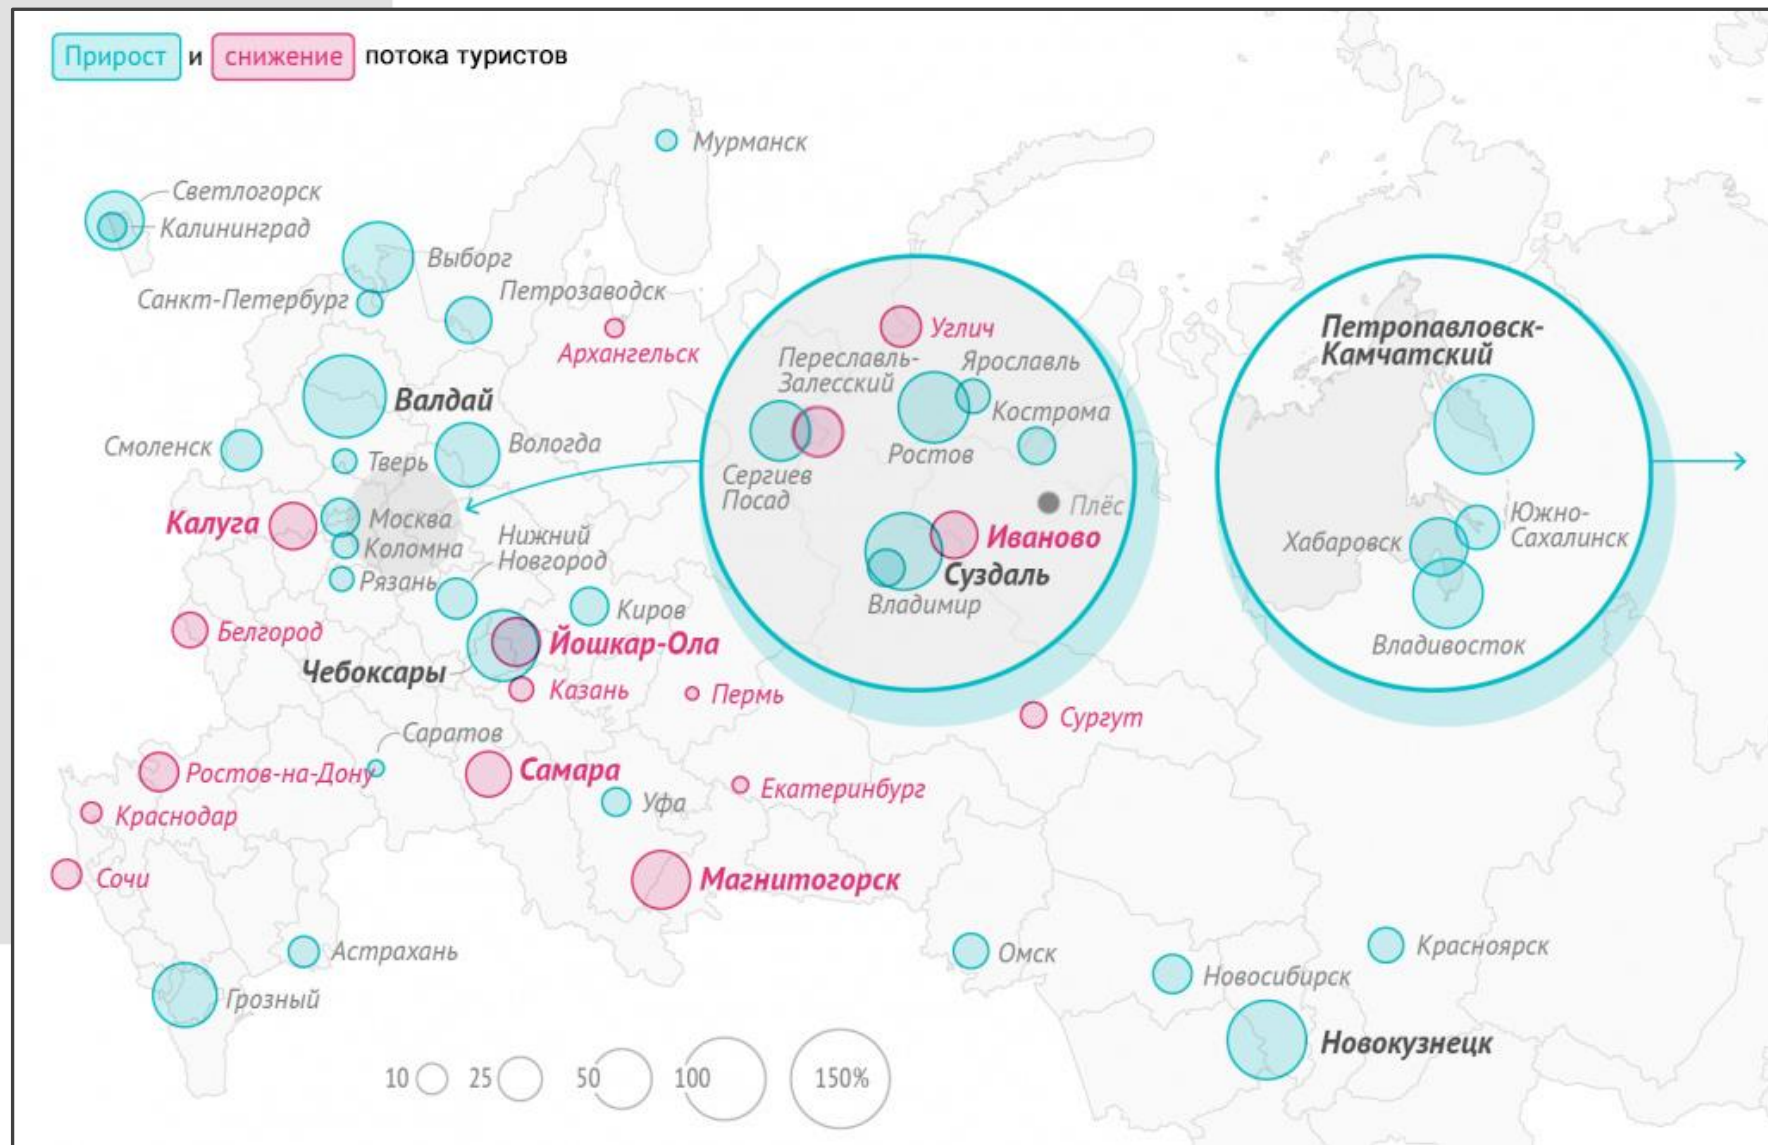 Прирост и снижение потока туристов
Мурманск
Светлогорск
Калининград
Выборг
Санкт-Петербург
Петрозаводск
Архангельск
Валдай
Смоленск
Тверь
Вологда
Калуга
Москва
Коломна
Рязань
Нижний
Новгород
Киров
Белгород
Йошкар-Ола
Чебоксары
Казань
Пермь
Сургут
Саратов
Ростов-на-Дону
Самара
Краснодар
Уфа
Екатеринбург
Сочи
Магнитогорск
Астрахань
Грозный
Омск
Новосибирск
Красноярск
Новокузнецк
Углич
Переславль-
Залесский
Ярославль
Кострома
Ростов
Сергиев
Посад
Плёс
Иваново
Суздаль
Владимир
Петропавловск-
Камчатский
Хабаровск
Южно-
Сахалинск
Владивосток
10 25 50 100 150%